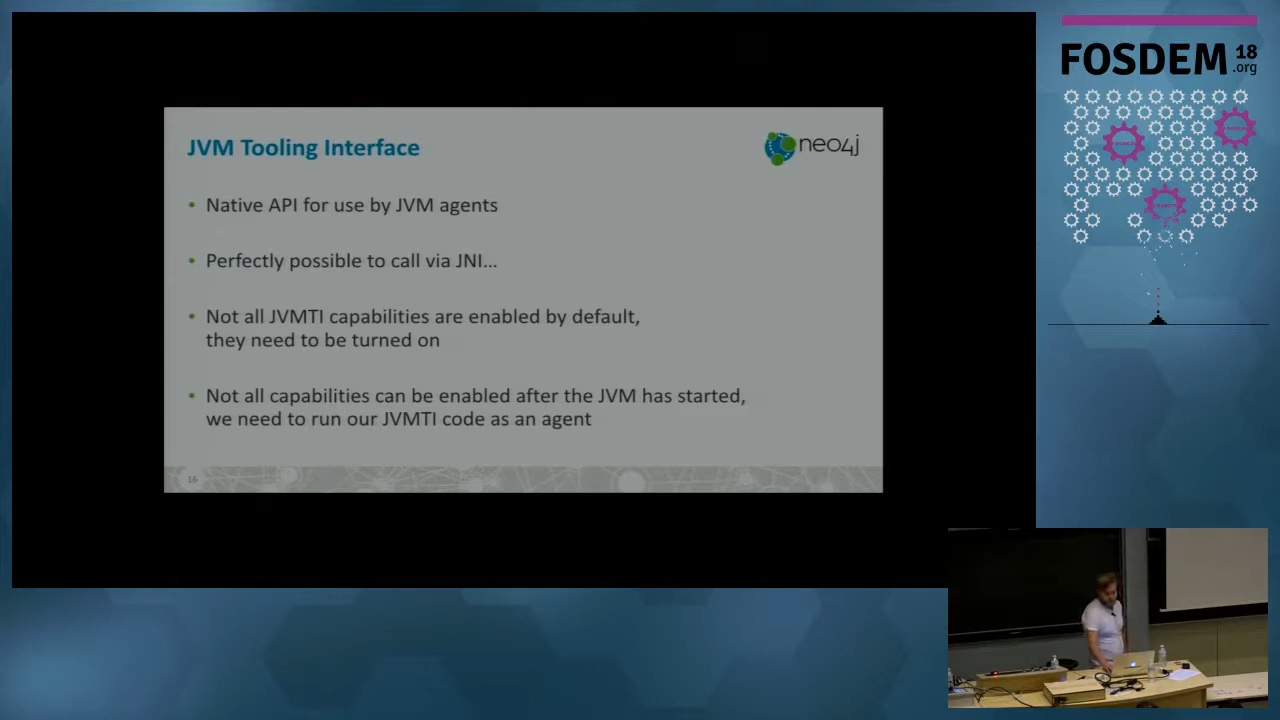 FOSDEM 18
.org
JVM Tooling Interface
neo4j
• Native API for use by JVM agents
• Perfectly possible to call via JNI...
• Not all JVMTI capabilities are enabled by default,
they need to be turned on
• Not all capabilities can be enabled after the JVM has started,
we need to run our JVMTI code as an agent
16